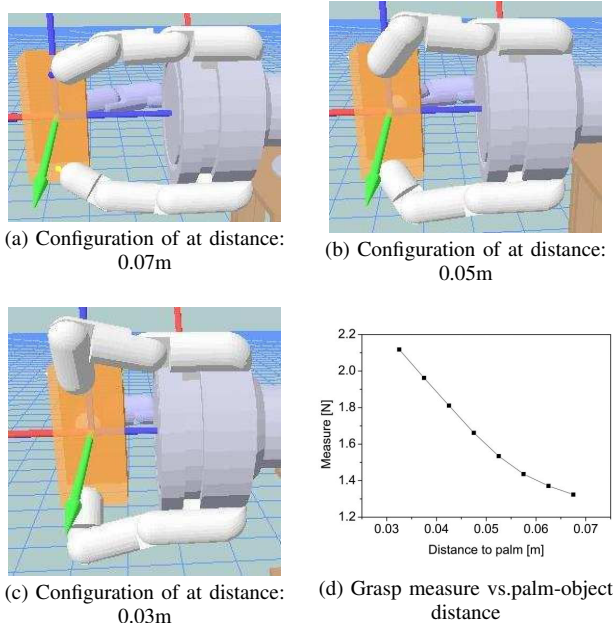 (a) Configuration of at distance:
0.07m
(b) Configuration of at distance:
0.05m
(c) Configuration of at distance:
0.03m
2.2
2.0
1.8
1.6
1.4
1.2
Measure [N]
0.03 0.04 0.05 0.06 0.07
Distance to palm [m]
(d) Grasp measure vs.palm-object
distance